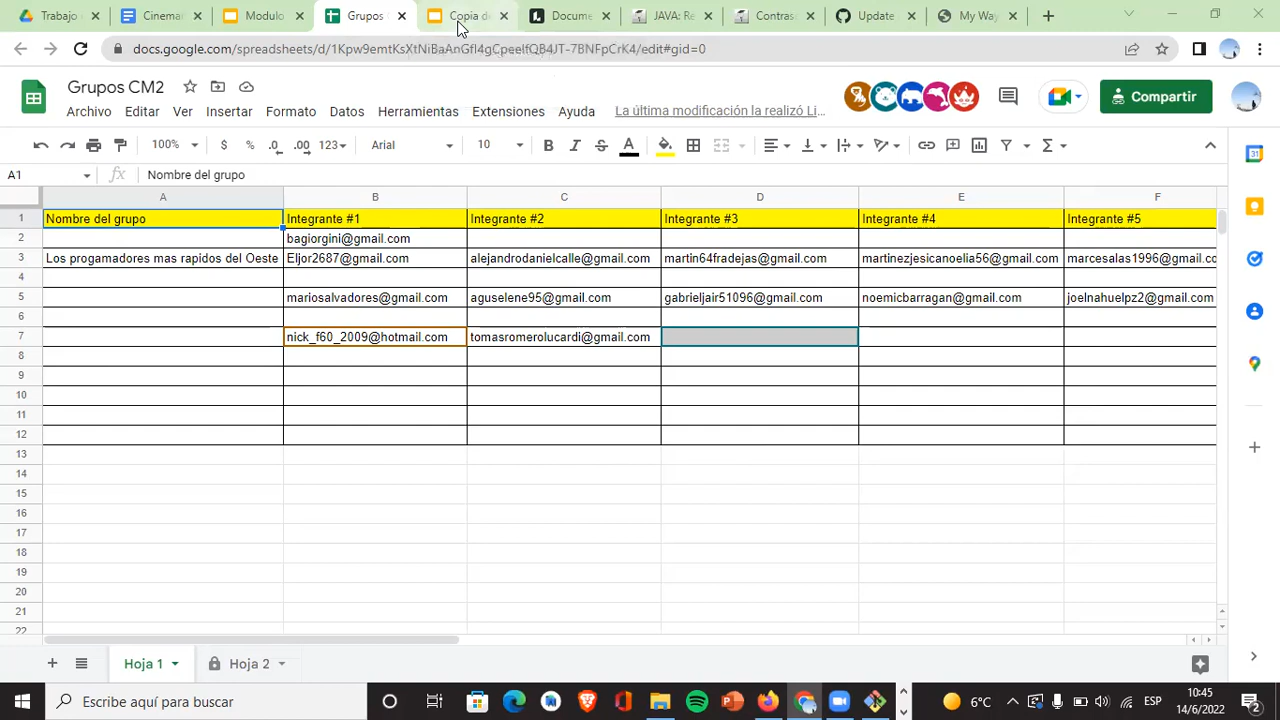 Trabajo
Cinema
Modulo
Grupos
Copia d
Docume
JAVA: Re
Contras
Update
My Way
docs.google.com/spreadsheets/d/1Kpw9emtKsXtNiBaAnGfI4gCpeelfQB4JT-7BNFpCrK4/edit#gid=0
Grupos CM2
Archivo Editar Ver Insertar Formato Datos Herramientas Extensiones Ayuda La última modificación la realizó Li...
Compartir
100% $ % .0 .00 123 Arial 10
A1 fx Nombre del grupo
A B C D E F
1 Nombre del grupo Integrante #1 Integrante #2 Integrante #3 Integrante #4 Integrante #5
2 bagiorgini@gmail.com
3 Los progamadores mas rapidos del Oeste Eljor2687@gmail.com alejandrodanielcalle@gmail.com martin64fradejas@gmail.com martinezjesicanoelia56@gmail.com marcesalas1996@gmail.co
4
5 mariosalvadores@gmail.com aguselene95@gmail.com gabrieljair51096@gmail.com noemicbarragan@gmail.com joelnahuelpz2@gmail.com
6
7 nick_f60_2009@hotmail.com tomasromerolucardi@gmail.com
8
9
10
11
12
13
14
15
16
17
18
19
20
21
22
Hoja 1 Hoja 2
Escribe aquí para buscar
6°C
ESP
10:45
14/6/2022
2